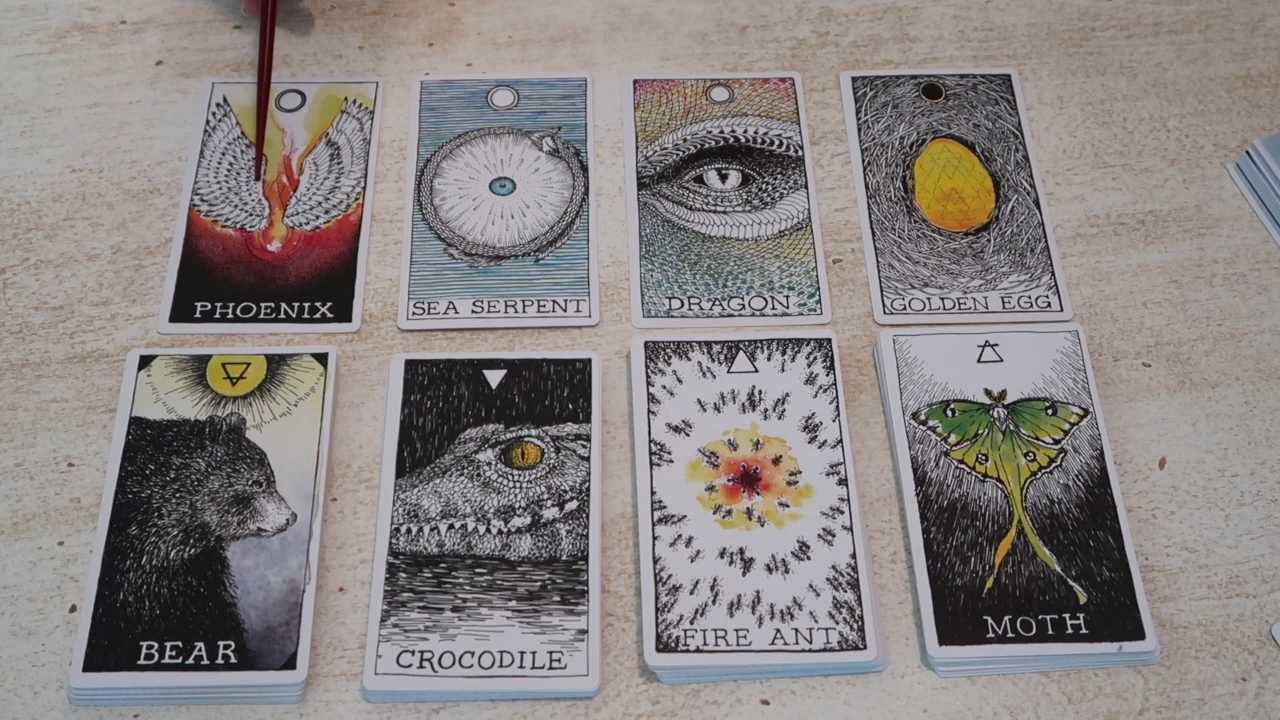 PHOENIX
SEA SERPENT
DRAGON
GOLDEN EGG
BEAR
CROCODILE
FIRE ANT
MOTH